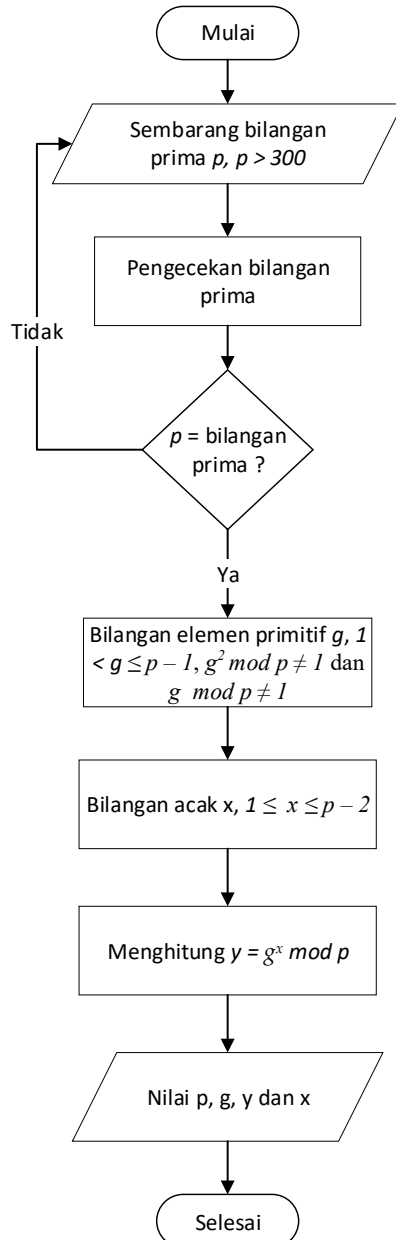 Mulai
Sembarang bilangan
prima p, p > 300
Pengecekan bilangan
prima
Tidak
p = bilangan
prima ?
Ya
Bilangan elemen primitif g, 1
< g ≤ p – 1, g² mod p ≠ 1 dan
g mod p ≠ 1
Bilangan acak x, 1 ≤ x ≤ p – 2
Menghitung y = gˣ mod p
Nilai p, g, y dan x
Selesai